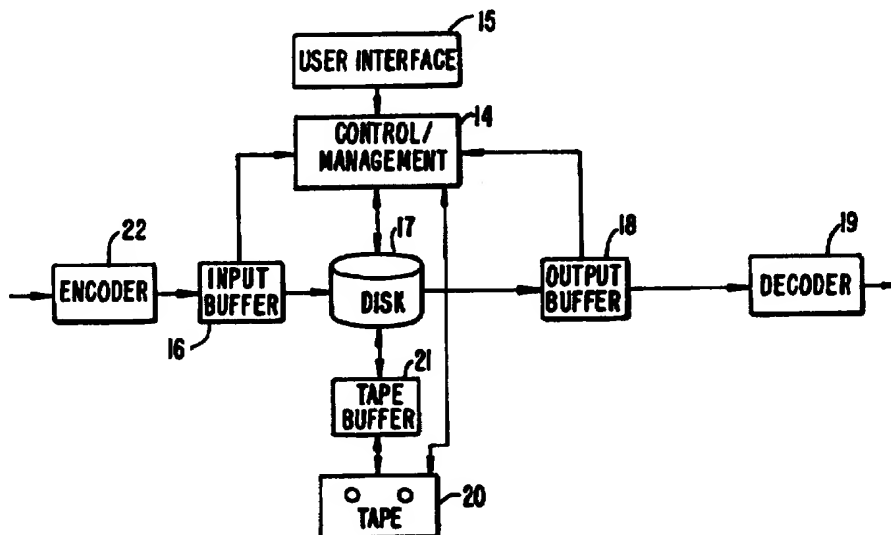 15
USER INTERFACE
14
CONTROL/
MANAGEMENT
22
ENCODER
INPUT
BUFFER
16
17
DISK
18
OUTPUT
BUFFER
19
DECODER
21
TAPE
BUFFER
20
TAPE